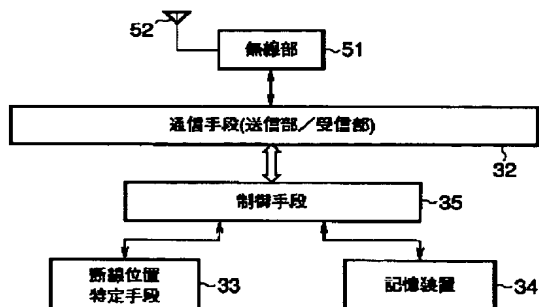 52
無線部
51
通信手段(送信部／受信部)
32
制御手段
35
断線位置
特定手段
33
記憶装置
34